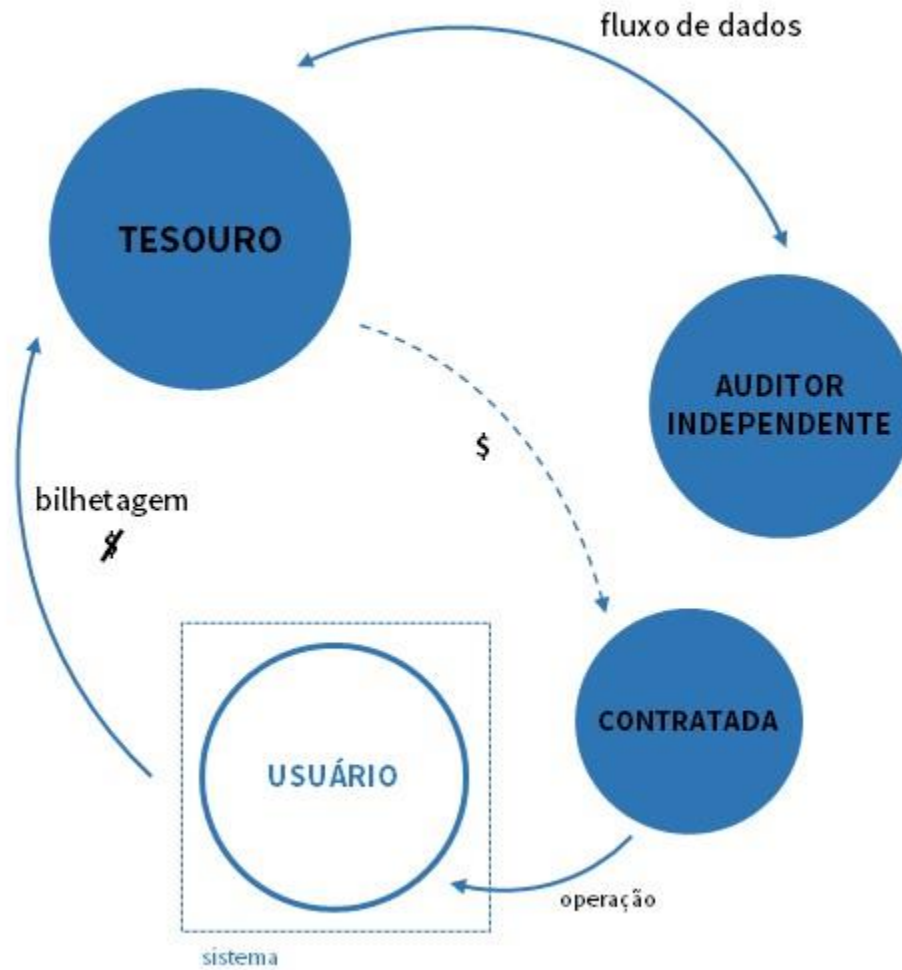 fluxo de dados
TESOURO
AUDITOR
INDEPENDENTE
$
bilhetagem
$
CONTRATADA
USUÁRIO
operação
sistema